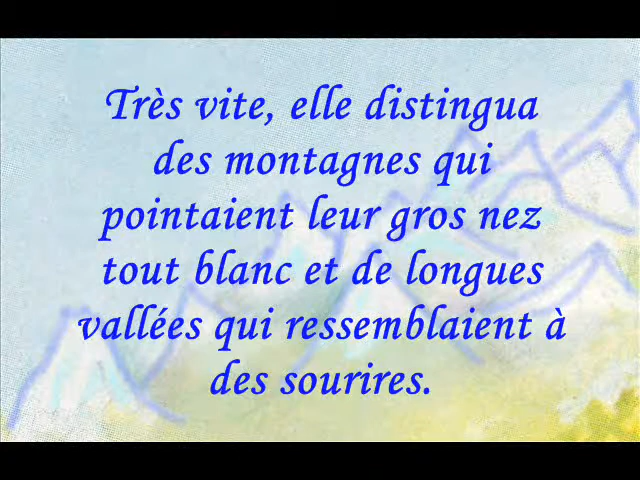 Très vite, elle distingua
des montagnes qui
pointaient leur gros nez
tout blanc et de longues
vallées qui ressemblaient à
des sourires.